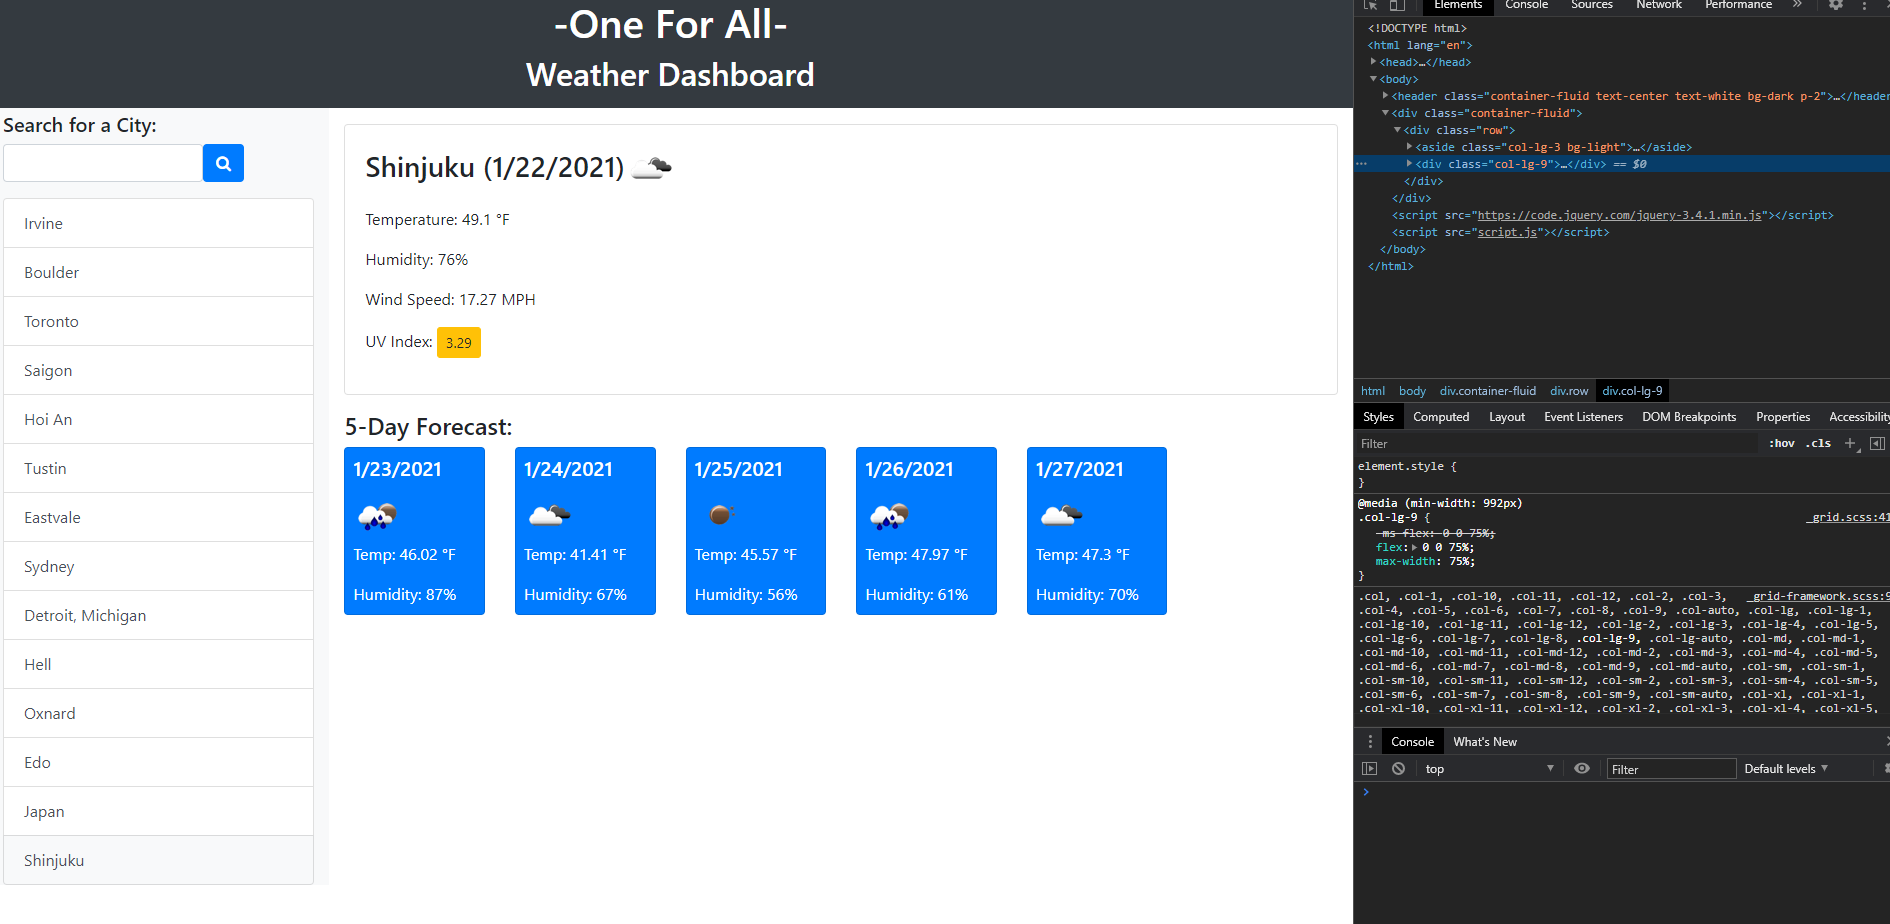 -One For All-
Weather Dashboard
Search for a City:
Irvine
Boulder
Toronto
Saigon
Hoi An
Tustin
Eastvale
Sydney
Detroit, Michigan
Hell
Oxnard
Edo
Japan
Shinjuku
Shinjuku (1/22/2021)
Temperature: 49.1 °F
Humidity: 76%
Wind Speed: 17.27 MPH
UV Index: 3.29
5-Day Forecast:
1/23/2021
Temp: 46.02 °F
Humidity: 87%
1/24/2021
Temp: 41.41 °F
Humidity: 67%
1/25/2021
Temp: 45.57 °F
Humidity: 56%
1/26/2021
Temp: 47.97 °F
Humidity: 61%
1/27/2021
Temp: 47.3 °F
Humidity: 70%
Elements Console Sources Network Performance »
<!DOCTYPE html>
<html lang="en">
<head>…</head>
<body>
<header class="container-fluid text-center text-white bg-dark p-2">…</header
<div class="container-fluid">
<div class="row">
<aside class="col-lg-3 bg-light">…</aside>
<div class="col-lg-9">…</div> == $0
</div>
</div>
<script src="https://code.jquery.com/jquery-3.4.1.min.js"></script>
<script src="script.js"></script>
</body>
</html>
html body div.container-fluid div.row div.col-lg-9
Styles Computed Layout Event Listeners DOM Breakpoints Properties Accessibility
Filter :hov .cls +
element.style {
}
@media (min-width: 992px)
.col-lg-9 { _grid.scss:41
-ms-flex: 0 0 75%;
flex: 0 0 75%;
max-width: 75%;
}
.col, .col-1, .col-10, .col-11, .col-12, .col-2, .col-3, _grid-framework.scss:9
.col-4, .col-5, .col-6, .col-7, .col-8, .col-9, .col-auto, .col-lg, .col-lg-1,
.col-lg-10, .col-lg-11, .col-lg-12, .col-lg-2, .col-lg-3, .col-lg-4, .col-lg-5,
.col-lg-6, .col-lg-7, .col-lg-8, .col-lg-9, .col-lg-auto, .col-md, .col-md-1,
.col-md-10, .col-md-11, .col-md-12, .col-md-2, .col-md-3, .col-md-4, .col-md-5,
.col-md-6, .col-md-7, .col-md-8, .col-md-9, .col-md-auto, .col-sm, .col-sm-1,
.col-sm-10, .col-sm-11, .col-sm-12, .col-sm-2, .col-sm-3, .col-sm-4, .col-sm-5,
.col-sm-6, .col-sm-7, .col-sm-8, .col-sm-9, .col-sm-auto, .col-xl, .col-xl-1,
.col-xl-10, .col-xl-11, .col-xl-12, .col-xl-2, .col-xl-3, .col-xl-4, .col-xl-5,
Console What's New
top Filter Default levels